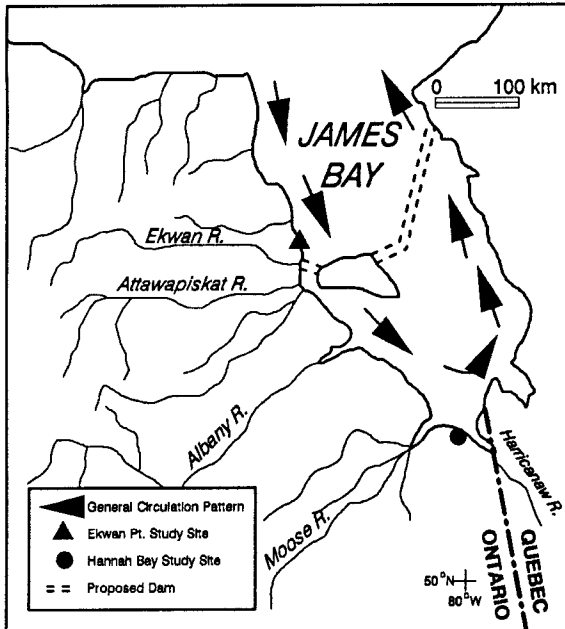 0 100 km
JAMES
BAY
Ekwan R.
Attawapiskat R.
Albany R.
Moose R.
Harricanaw R.
QUEBEC
ONTARIO
50°N
80°W
General Circulation Pattern
Ekwan Pt. Study Site
Hannah Bay Study Site
Proposed Dam